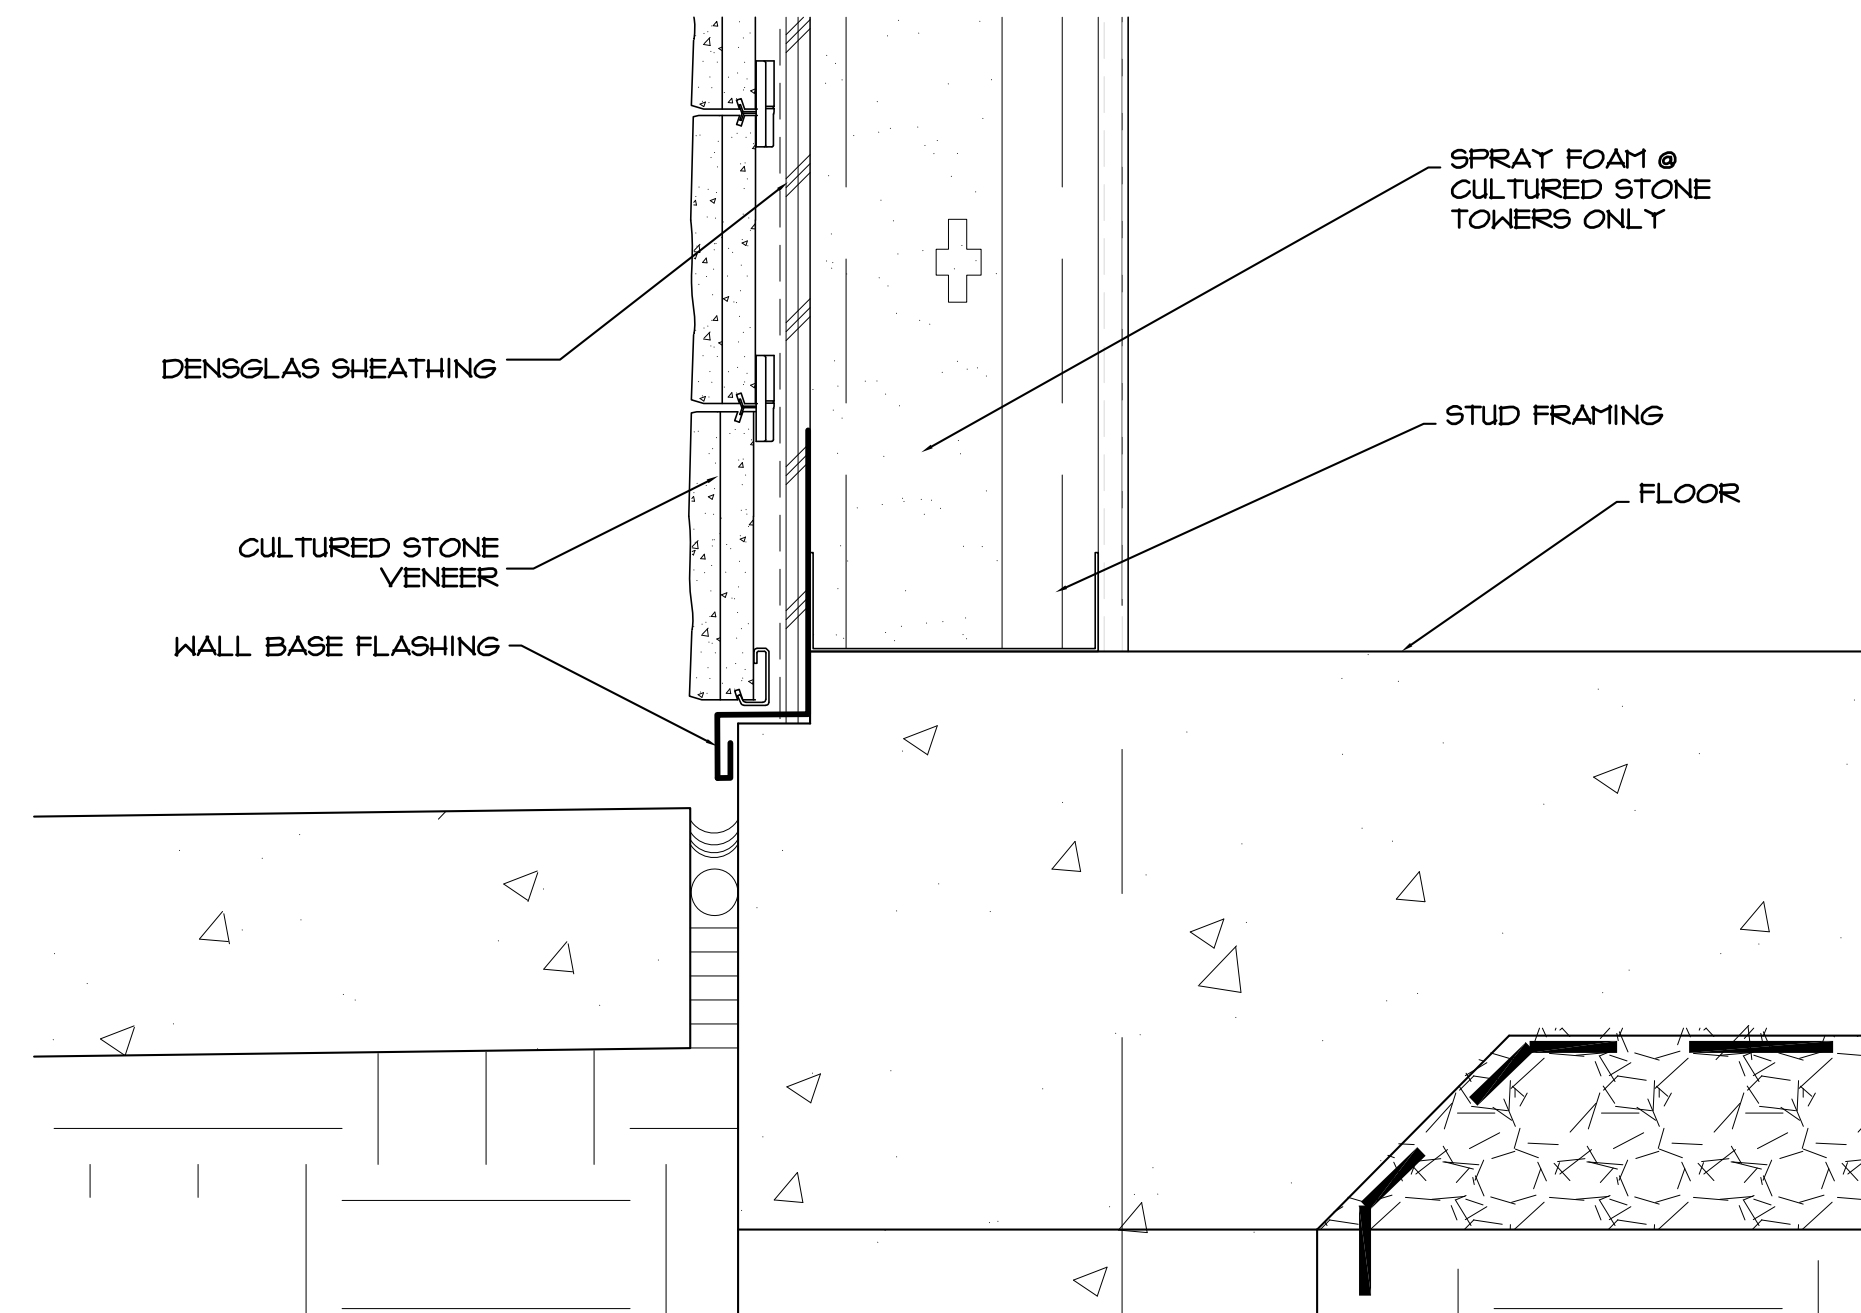 SPRAY FOAM @
CULTURED STONE
TOWERS ONLY
DENSGLAS SHEATHING
STUD FRAMING
FLOOR
CULTURED STONE
VENEER
WALL BASE FLASHING